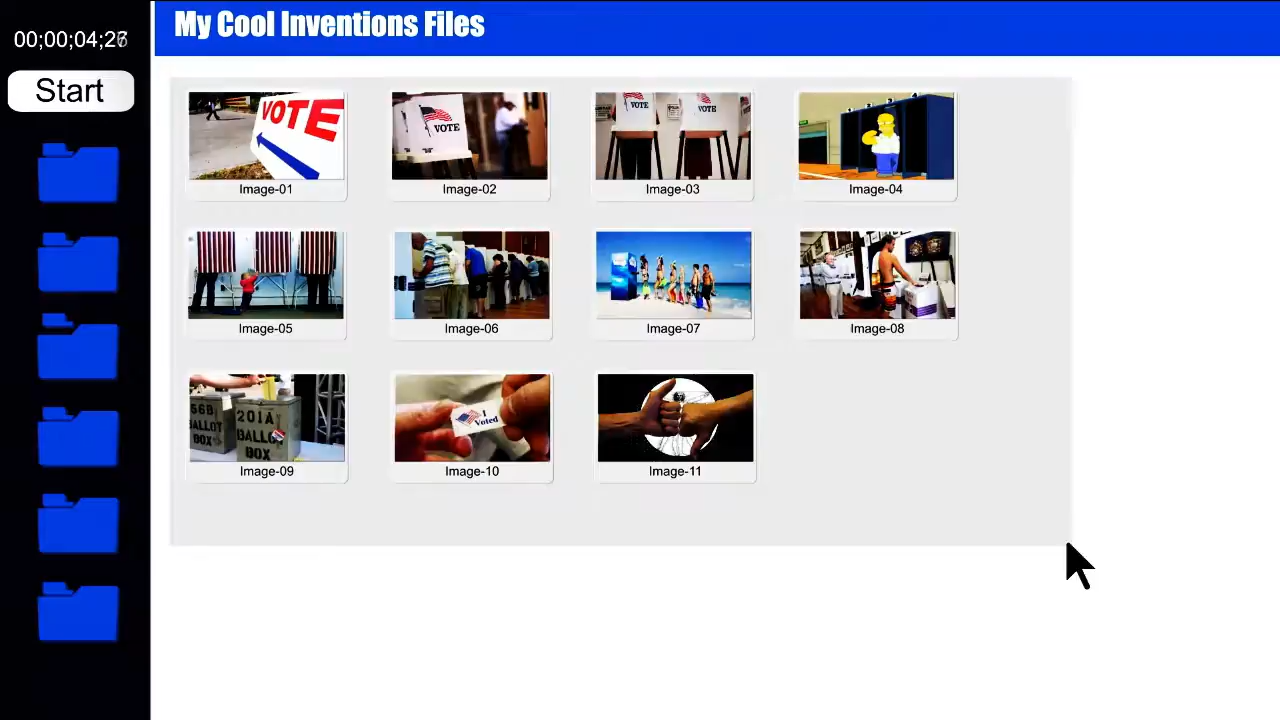 My Cool Inventions Files
00;00;04;26
Start
VOTE
VOTE
VOTE
VOTE
Image-01
Image-02
Image-03
Image-04
Image-05
Image-06
Image-07
Image-08
56B
BALLOT
BOX
201A
BALLOT
BOX
I
Voted
Image-09
Image-10
Image-11